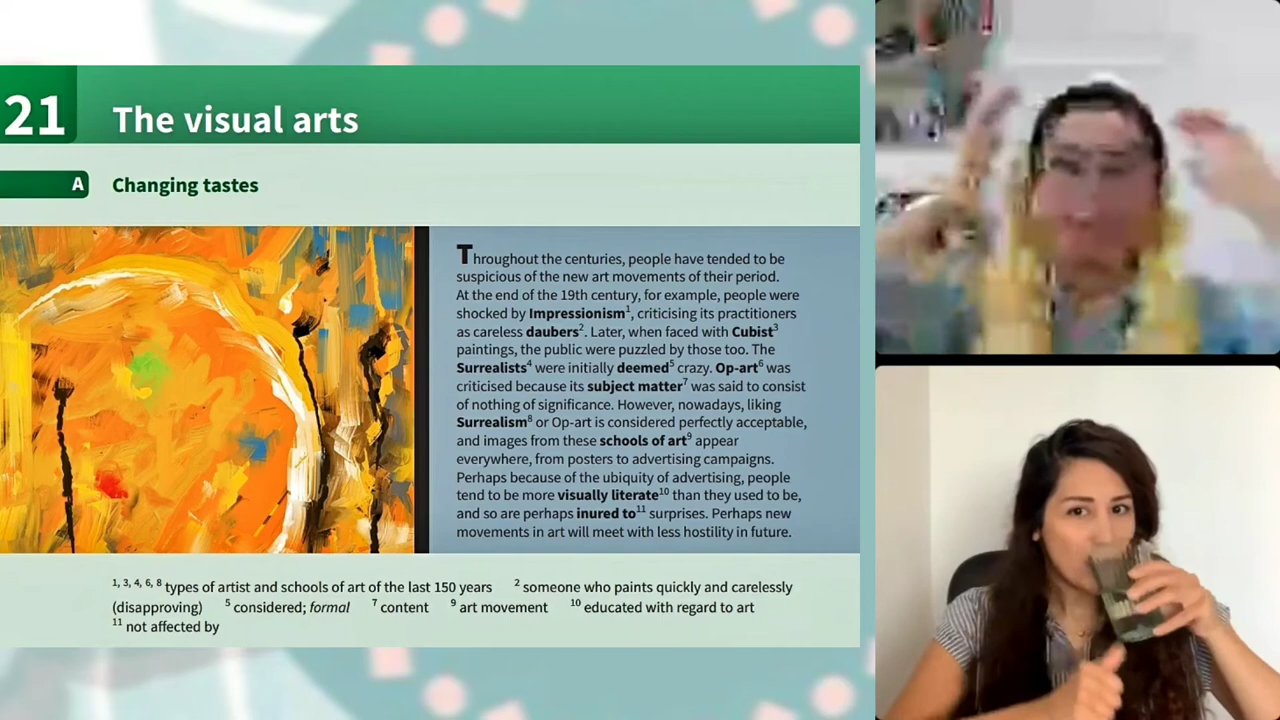 21 The visual arts
A Changing tastes
Throughout the centuries, people have tended to be
suspicious of the new art movements of their period.
At the end of the 19th century, for example, people were
shocked by Impressionism¹, criticising its practitioners
as careless daubers². Later, when faced with Cubist³
paintings, the public were puzzled by those too. The
Surrealists⁴ were initially deemed⁵ crazy. Op-art⁶ was
criticised because its subject matter⁷ was said to consist
of nothing of significance. However, nowadays, liking
Surrealism⁸ or Op-art is considered perfectly acceptable,
and images from these schools of art⁹ appear
everywhere, from posters to advertising campaigns.
Perhaps because of the ubiquity of advertising, people
tend to be more visually literate¹⁰ than they used to be,
and so are perhaps inured to¹¹ surprises. Perhaps new
movements in art will meet with less hostility in future.
¹, ³, ⁴, ⁶, ⁸ types of artist and schools of art of the last 150 years ² someone who paints quickly and carelessly
(disapproving) ⁵ considered; formal ⁷ content ⁹ art movement ¹⁰ educated with regard to art
¹¹ not affected by